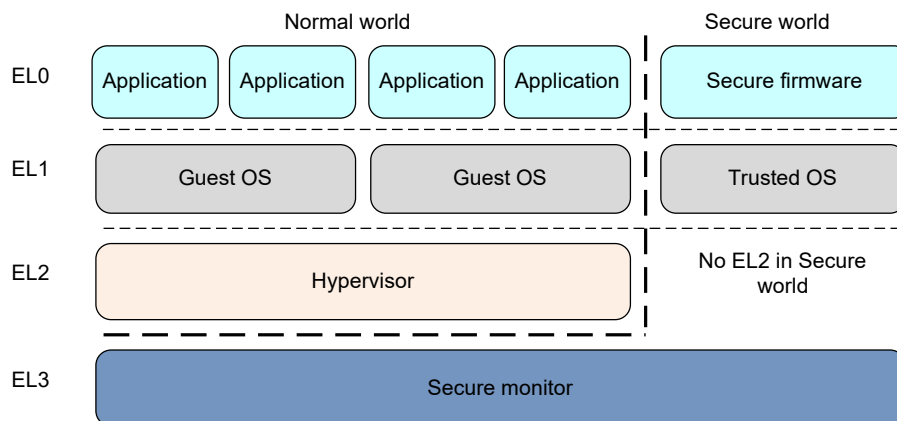 Normal world
Secure world
EL0
Application
Application
Application
Application
Secure firmware
EL1
Guest OS
Guest OS
Trusted OS
EL2
Hypervisor
No EL2 in Secure
world
EL3
Secure monitor